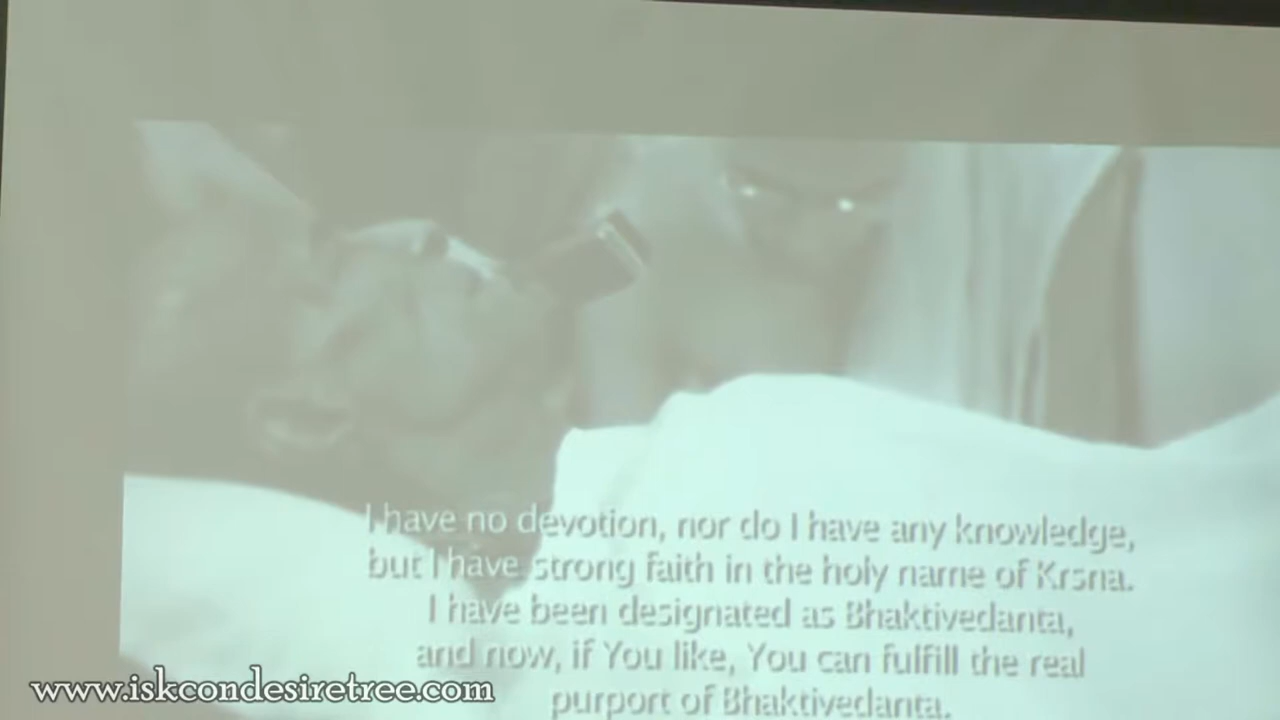 I have no devotion, nor do I have any knowledge,
but I have strong faith in the holy name of Krsna.
I have been designated as Bhaktivedanta,
and now, if You like, You can fulfill the real
purport of Bhaktivedanta.
www.iskcondesiretree.com